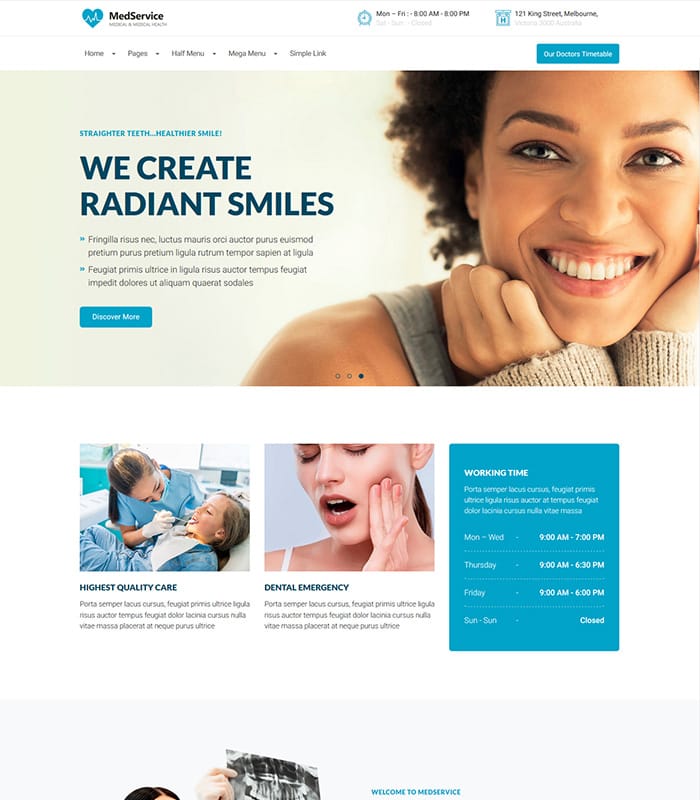 MedService
MEDICAL & MEDICAL HEALTH
Mon – Fri : - 8:00 AM - 8:00 PM
Sat - Sun: - Closed
121 King Street, Melbourne,
Victoria 3000 Australia
Home
Pages
Half Menu
Mega Menu
Simple Link
Our Doctors Timetable
STRAIGHTER TEETH...HEALTHIER SMILE!
WE CREATE
RADIANT SMILES
Fringilla risus nec, luctus mauris orci auctor purus euismod
pretium purus pretium ligula rutrum tempor sapien at ligula
Feugiat primis ultrice in ligula risus auctor tempus feugiat
impedit dolores ut aliquam quaerat sodales
Discover More
HIGHEST QUALITY CARE
Porta semper lacus cursus, feugiat primis ultrice ligula
risus auctor tempus feugiat dolor lacinia cursus nulla
vitae massa placerat at neque purus ultrice
DENTAL EMERGENCY
Porta semper lacus cursus, feugiat primis ultrice ligula
risus auctor tempus feugiat dolor lacinia cursus nulla
vitae massa placerat at neque purus ultrice
WORKING TIME
Porta semper lacus cursus, feugiat primis
ultrice ligula risus auctor tempus feugiat
dolor lacinia cursus nulla vitae massa
Mon – Wed - 9:00 AM - 7:00 PM
Thursday - 9:00 AM - 6:30 PM
Friday - 9:00 AM - 6:00 PM
Sun - Sun - Closed
WELCOME TO MEDSERVICE